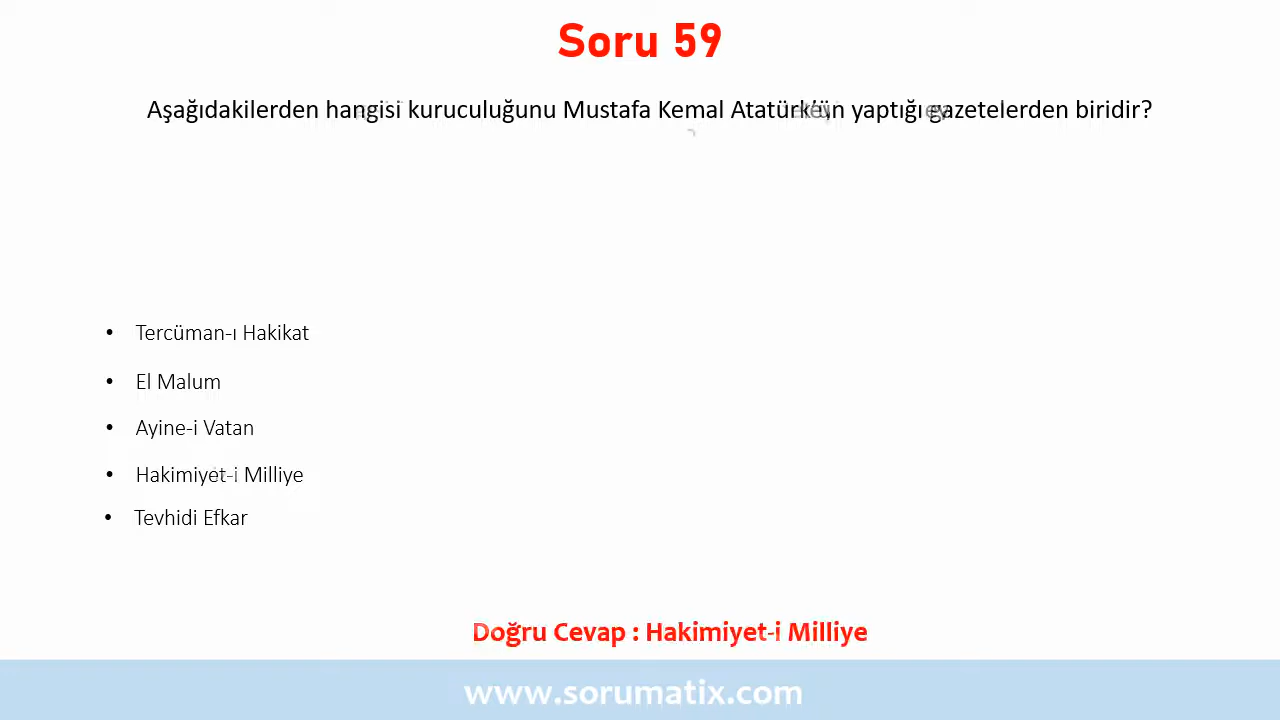 Soru 59
Aşağıdakilerden hangisi kuruculuğunu Mustafa Kemal Atatürk'ün yaptığı gazetelerden biridir?
• Tercüman-ı Hakikat
• El Malum
• Ayine-i Vatan
• Hakimiyet-i Milliye
• Tevhidi Efkar
Doğru Cevap : Hakimiyet-i Milliye
www.sorumatix.com